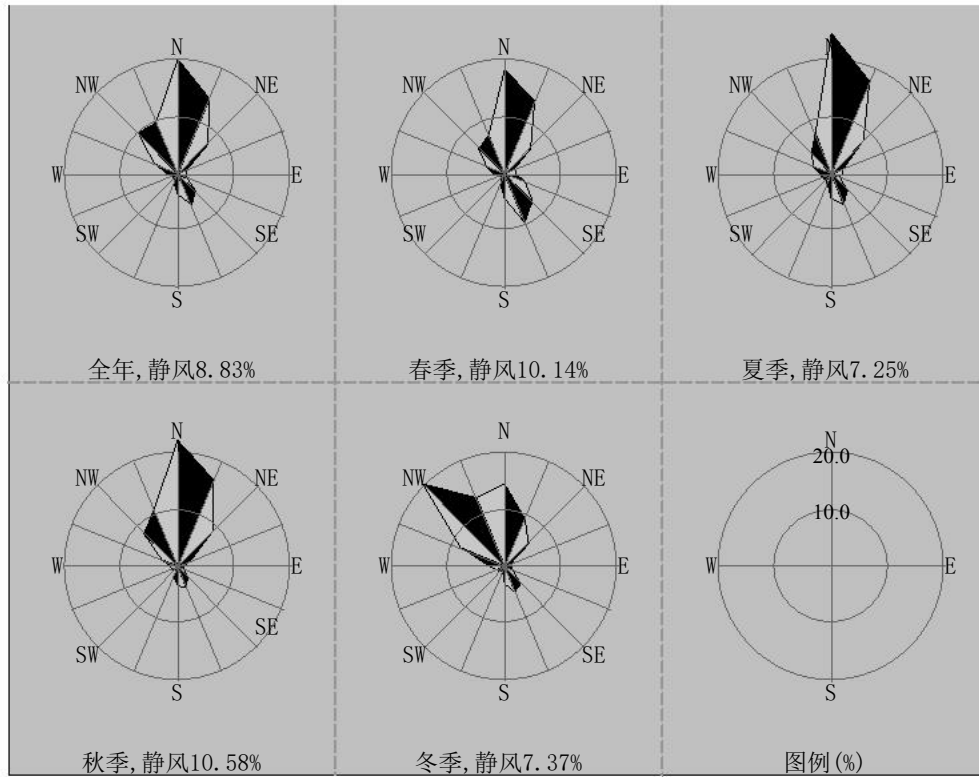 N
NW NE
W E
SW SE
S
全年,静风8.83%
N
NW NE
W E
SW SE
S
春季,静风10.14%
N
NW NE
W E
SW SE
S
夏季,静风7.25%
N
NW NE
W E
SW SE
S
秋季,静风10.58%
N
NW NE
W E
SW SE
S
冬季,静风7.37%
N
20.0
10.0
W E
S
图例(%)